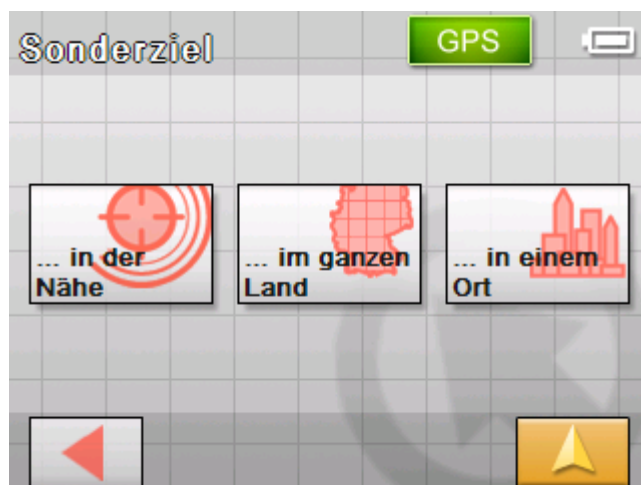 Sonderziel
GPS
... in der
Nähe
... im ganzen
Land
... in einem
Ort